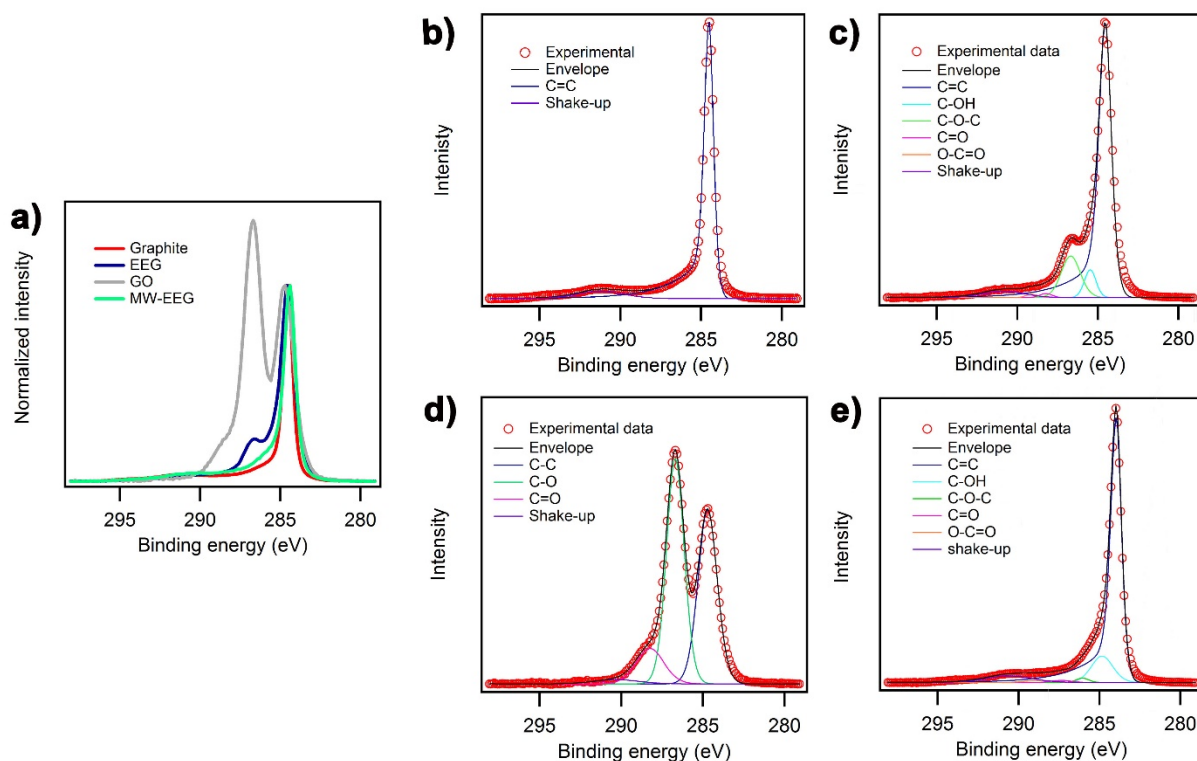 a)
Graphite
EEG
GO
MW-EEG
Normalized intensity
295 290 285 280
Binding energy (eV)
b)
Experimental
Envelope
C=C
Shake-up
Intenisty
295 290 285 280
Binding energy (eV)
c)
Experimental data
Envelope
C=C
C-OH
C-O-C
C=O
O-C=O
Shake-up
Intenisty
295 290 285 280
Binding energy (eV)
d)
Experimental data
Envelope
C-C
C-O
C=O
Shake-up
Intensity
295 290 285 280
Binding energy (eV)
e)
Experimental data
Envelope
C=C
C-OH
C-O-C
C=O
O-C=O
shake-up
Intensity
295 290 285 280
Binding energy (eV)